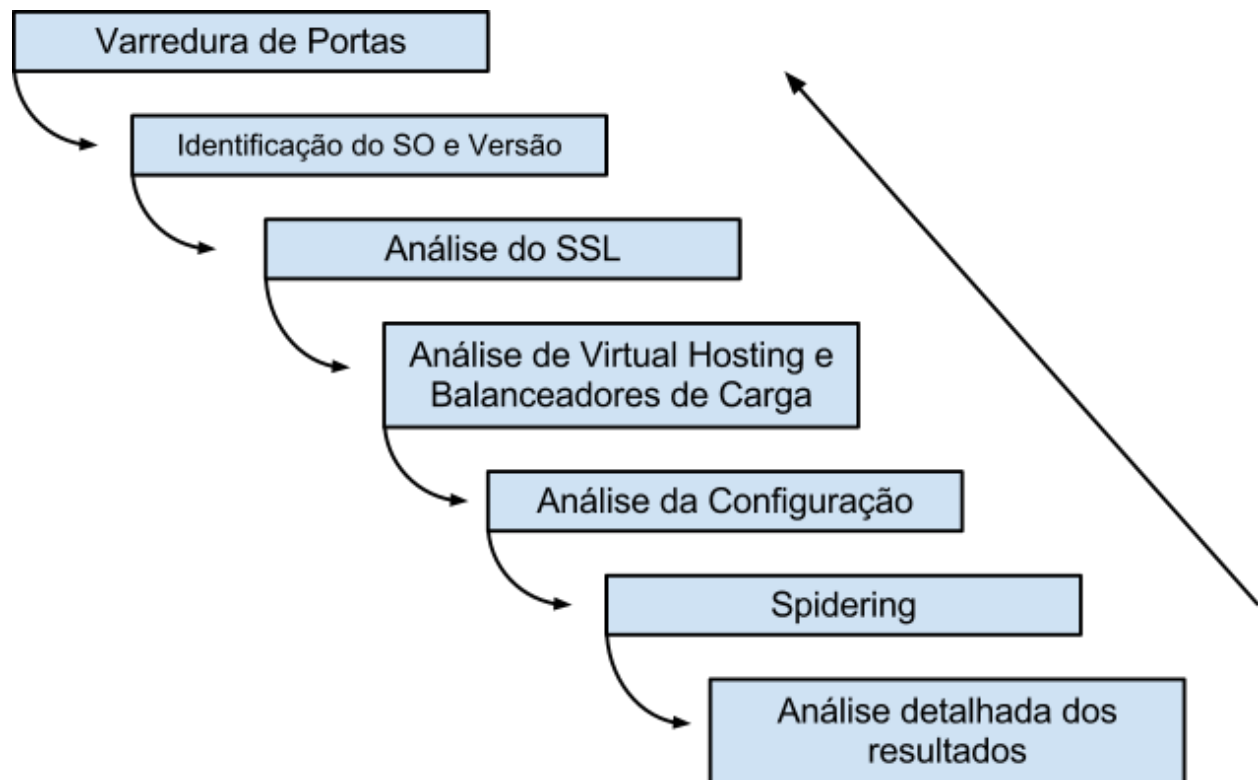 Varredura de Portas
Identificação do SO e Versão
Análise do SSL
Análise de Virtual Hosting e
Balanceadores de Carga
Análise da Configuração
Spidering
Análise detalhada dos
resultados